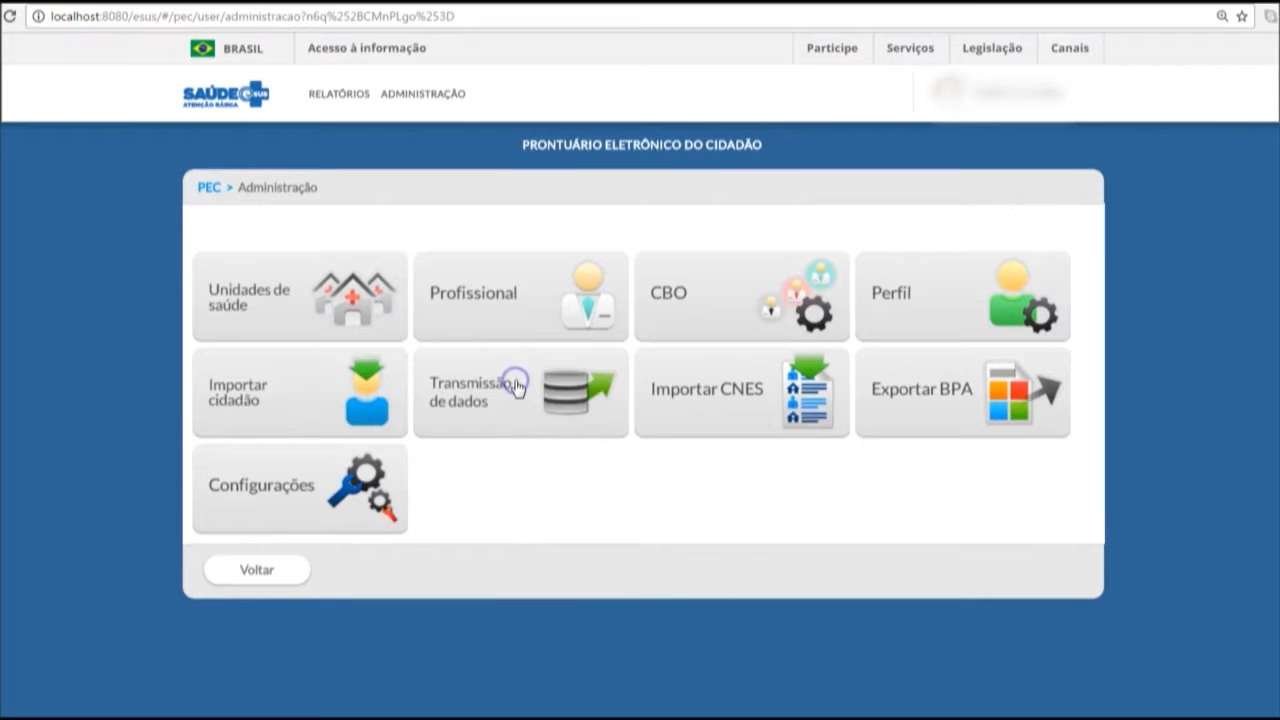 localhost:8080/esus/#/pec/user/administracao?n6q%252BCMnPLgo%253D
BRASIL
Acesso à informação
Participe
Serviços
Legislação
Canais
SAÚDE e SUS
ATENÇÃO BÁSICA
RELATÓRIOS
ADMINISTRAÇÃO
PRONTUÁRIO ELETRÔNICO DO CIDADÃO
PEC > Administração
Unidades de
saúde
Profissional
CBO
Perfil
Importar
cidadão
Transmissão
de dados
Importar CNES
Exportar BPA
Configurações
Voltar